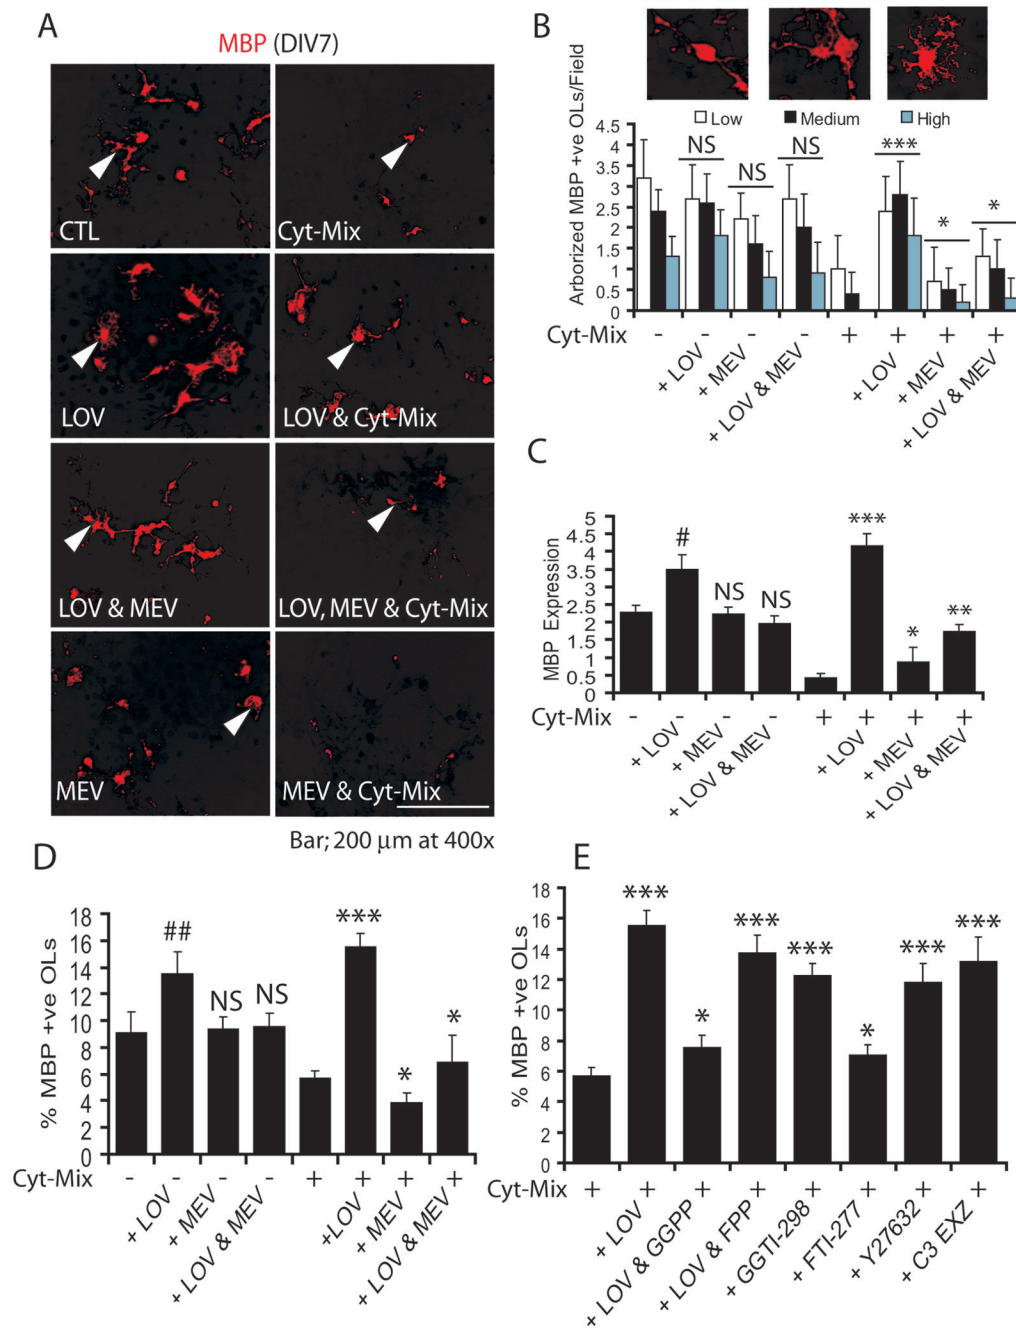 A
MBP (DIV7)
CTL
Cyt-Mix
LOV
LOV & Cyt-Mix
LOV & MEV
LOV, MEV & Cyt-Mix
MEV
MEV & Cyt-Mix
Bar; 200 μm at 400x
B
Low Medium High
Arborized MBP +ve OLs/Field
4.5
4
3.5
3
2.5
2
1.5
1
0.5
0
NS
NS
NS
***
*
*
Cyt-Mix - - - - + + + +
+ LOV
+ MEV
+ LOV & MEV
+ LOV
+ MEV
+ LOV & MEV
C
MBP Expression
5
4.5
4
3.5
3
2.5
2
1.5
1
0.5
0
#
NS
NS
***
*
**
Cyt-Mix - - - - + + + +
+ LOV
+ MEV
+ LOV & MEV
+ LOV
+ MEV
+ LOV & MEV
D
% MBP +ve OLs
18
16
14
12
10
8
6
4
2
0
##
NS
NS
***
*
*
Cyt-Mix - - - - + + + +
+ LOV
+ MEV
+ LOV & MEV
+LOV
+ MEV
+ LOV & MEV
E
% MBP +ve OLs
18
16
14
12
10
8
6
4
2
0
***
*
***
***
*
***
***
Cyt-Mix + + + + + + + +
+ LOV
+ LOV & GGPP
+ LOV & FPP
+ GGTI-298
+ FTI-277
+ Y27632
+ C3 EXZ